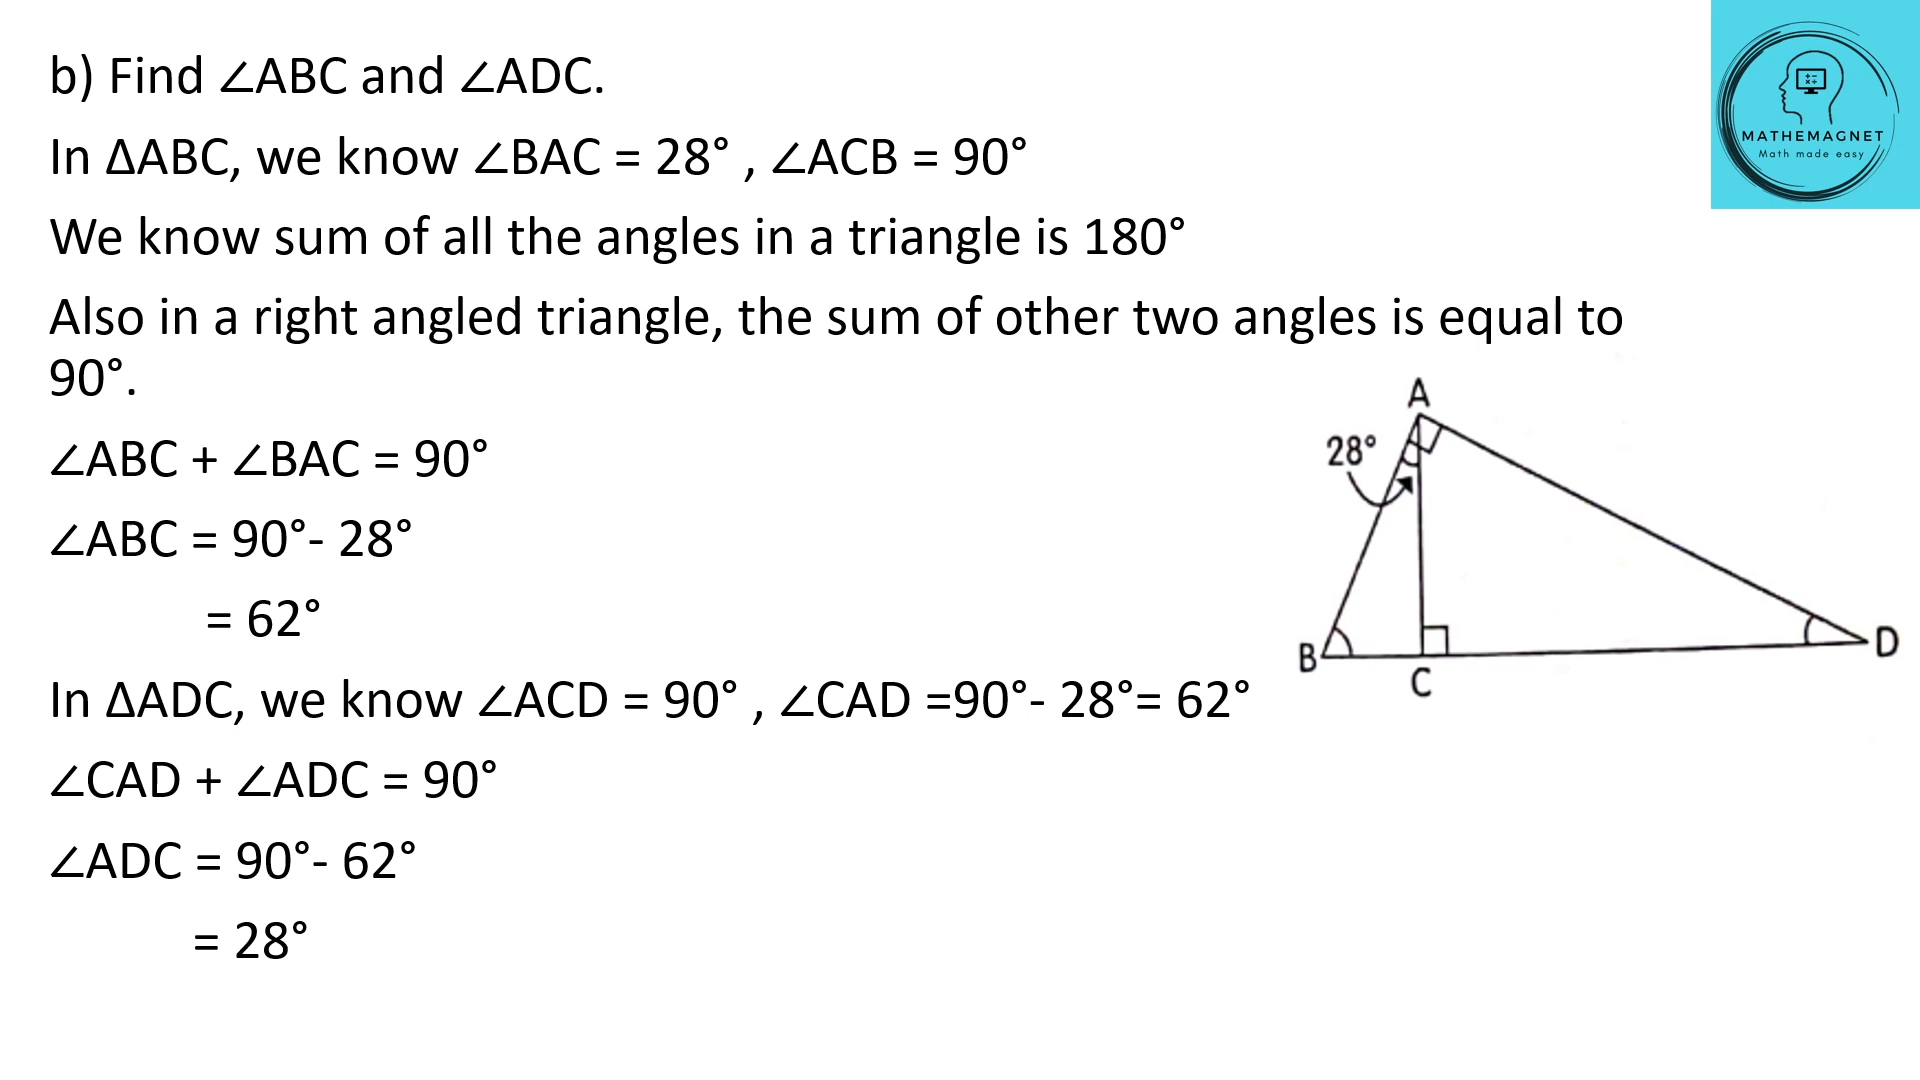 b) Find ∠ABC and ∠ADC.
In ∆ABC, we know ∠BAC = 28° , ∠ACB = 90°
We know sum of all the angles in a triangle is 180°
Also in a right angled triangle, the sum of other two angles is equal to
90°.
∠ABC + ∠BAC = 90°
∠ABC = 90°- 28°
= 62°
In ∆ADC, we know ∠ACD = 90° , ∠CAD =90°- 28°= 62°
∠CAD + ∠ADC = 90°
∠ADC = 90°- 62°
= 28°
MATHEMAGNET
Math made easy
A
28°
B
C
D